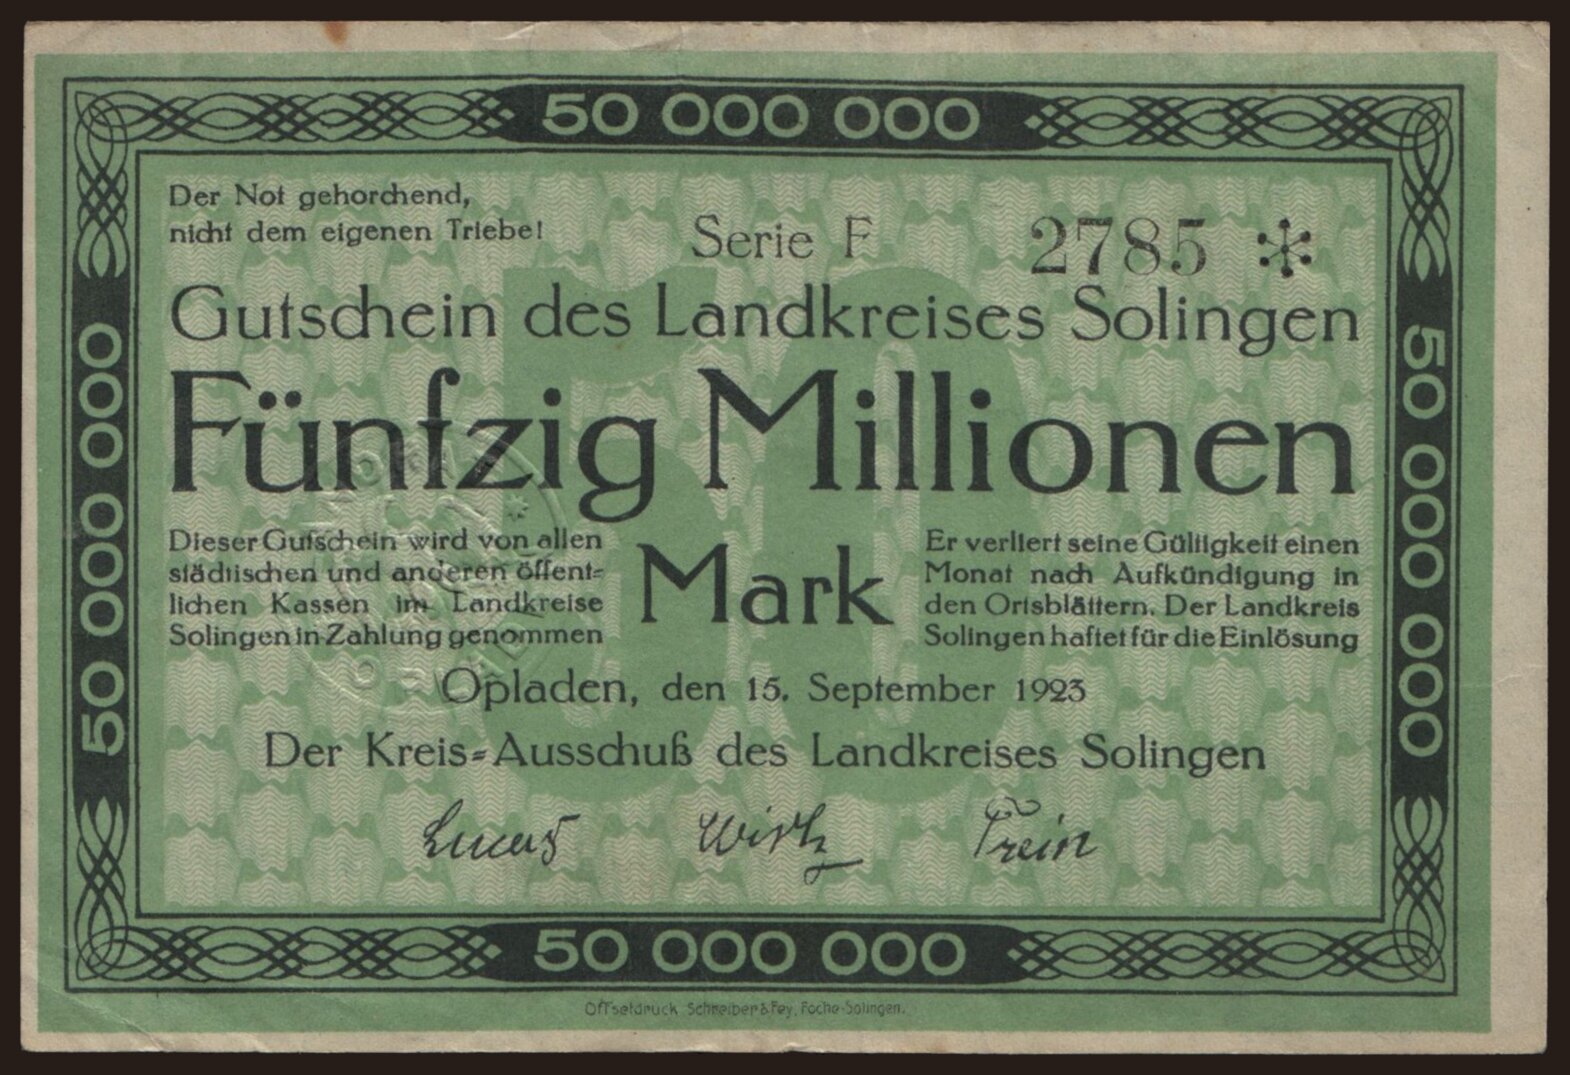 50 000 000
Der Not gehorchend,
nicht dem eigenen Triebe!
Serie F
2785 *
Gutschein des Landkreises Solingen
Fünfzig Millionen
Mark
Dieser Gutschein wird von allen
städtischen und anderen öffent=
lichen Kassen im Landkreise
Solingen in Zahlung genommen
Er verliert seine Gültigkeit einen
Monat nach Aufkündigung in
den Ortsblättern. Der Landkreis
Solingen haftet für die Einlösung
Opladen, den 15. September 1923
Der Kreis=Ausschuß des Landkreises Solingen
Lucas Wirtz Trein
50 000 000
50 000 000
50 000 000
Offsetdruck Schreiber & Fey, Foche-Solingen.